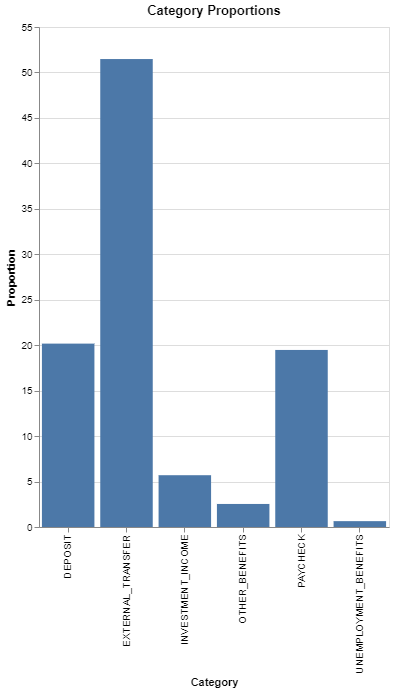 Category Proportions
55
50
45
40
35
30
25
20
15
10
5
0
Proportion
DEPOSIT
EXTERNAL_TRANSFER
INVESTMENT_INCOME
OTHER_BENEFITS
PAYCHECK
UNEMPLOYMENT_BENEFITS
Category